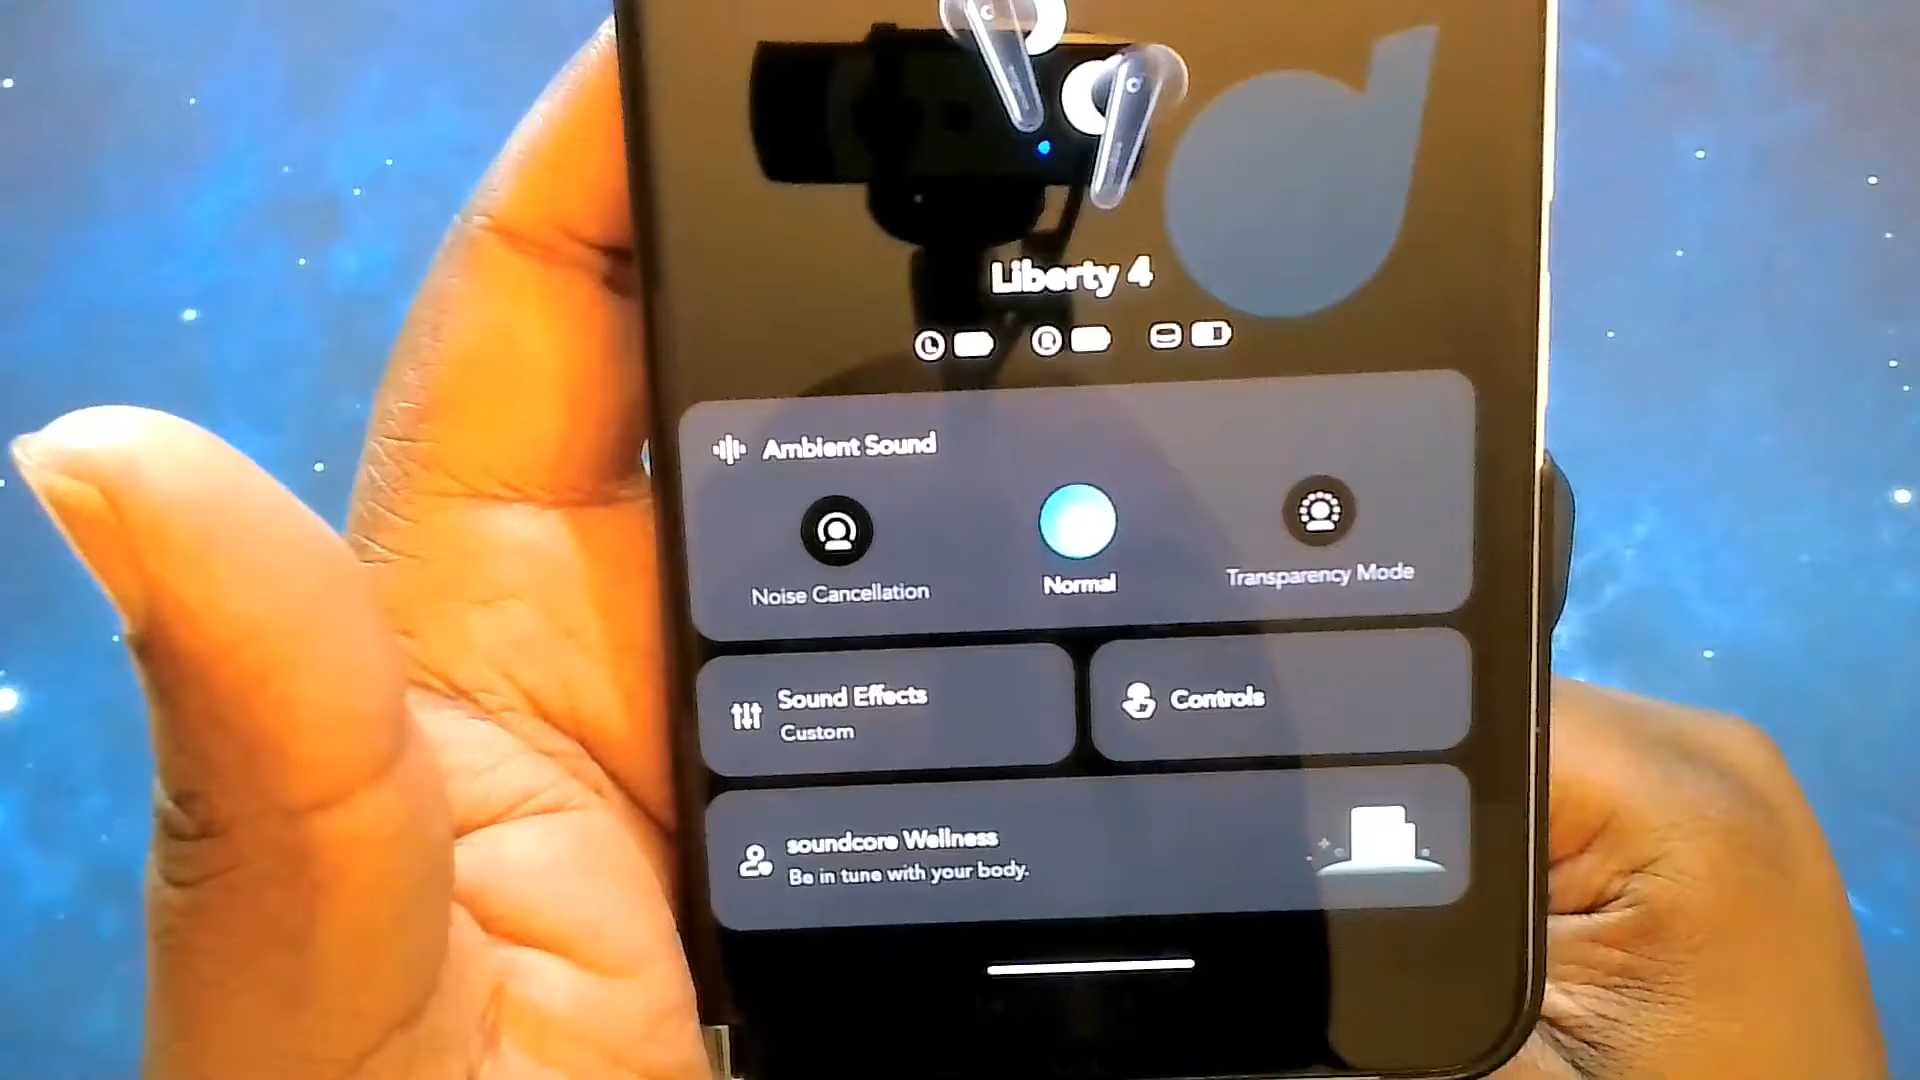 Liberty 4
L
R
Ambient Sound
Noise Cancellation
Normal
Transparency Mode
Sound Effects
Custom
Controls
soundcore Wellness
Be in tune with your body.